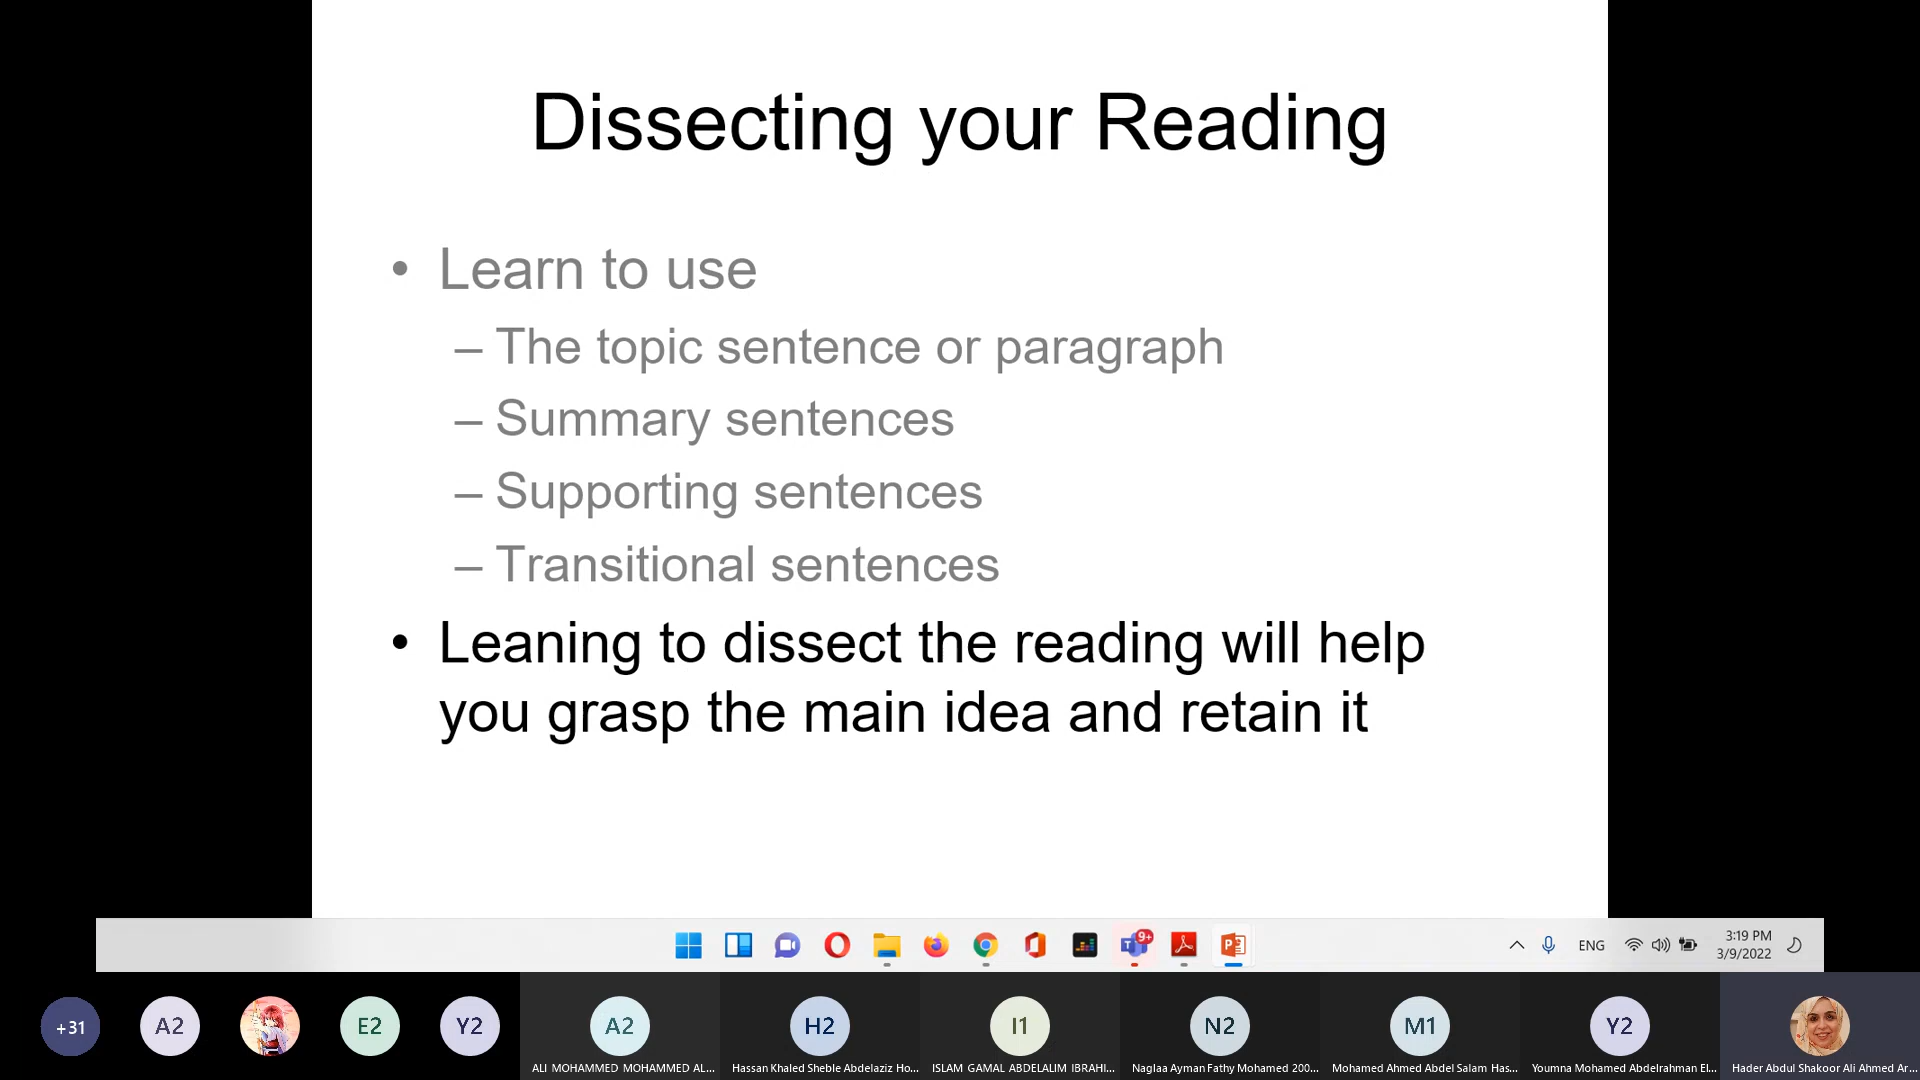 Dissecting your Reading
• Learn to use
– The topic sentence or paragraph
– Summary sentences
– Supporting sentences
– Transitional sentences
• Leaning to dissect the reading will help
you grasp the main idea and retain it
9+
ENG
3:19 PM
3/9/2022
+31
A2
E2
Y2
A2
H2
I1
N2
M1
Y2
ALI MOHAMMED MOHAMMED AL...
Hassan Khaled Sheble Abdelaziz Ho...
ISLAM GAMAL ABDELALIM IBRAHI...
Naglaa Ayman Fathy Mohamed 200...
Mohamed Ahmed Abdel Salam Has...
Youmna Mohamed Abdelrahman El...
Hader Abdul Shakoor Ali Ahmed Ar...